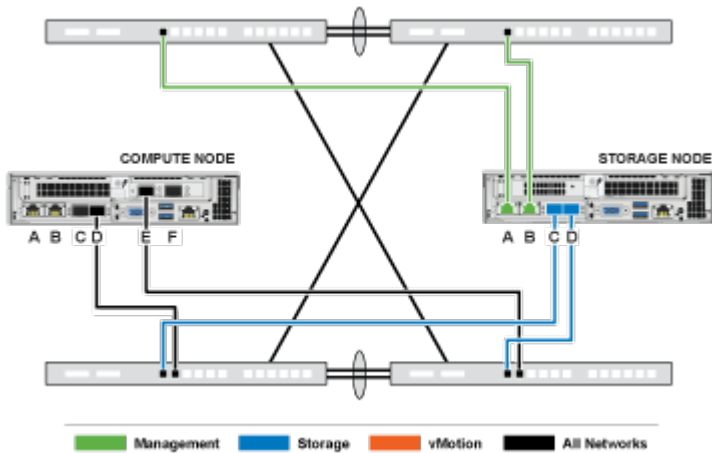 COMPUTE NODE
STORAGE NODE
A B C D E F
A B C D
Management Storage vMotion All Networks